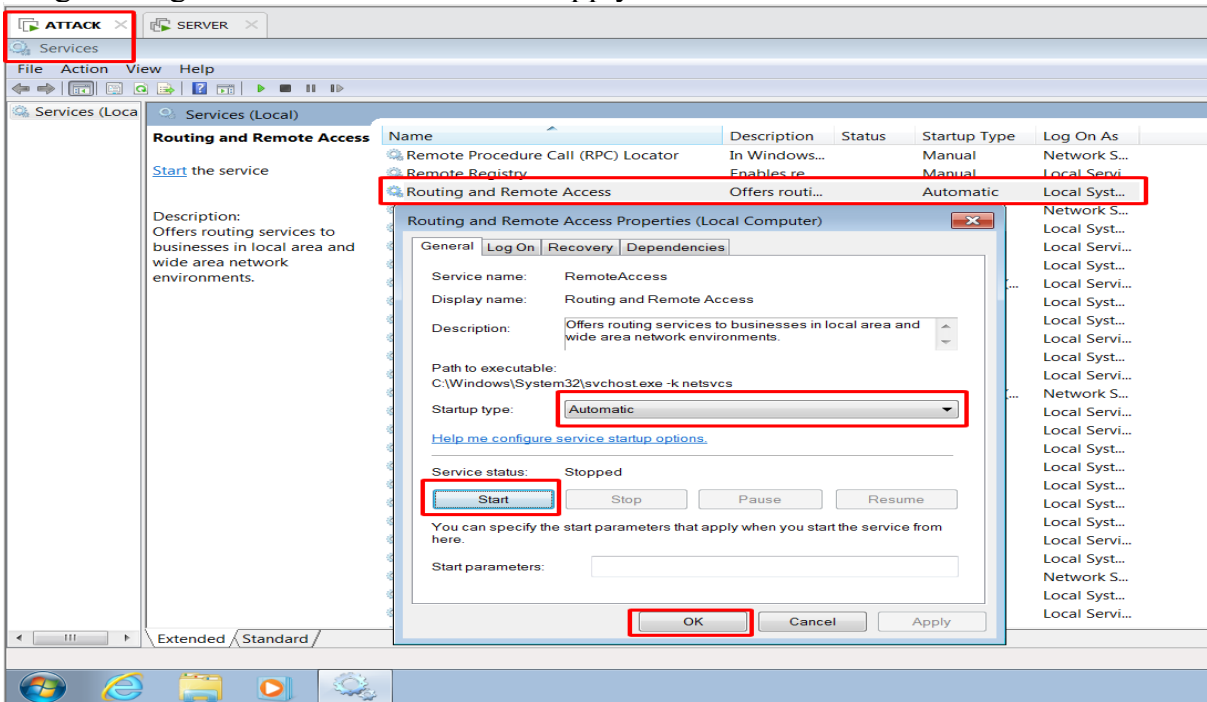 ATTACK
SERVER
Services
File Action View Help
Services (Loca
Services (Local)
Routing and Remote Access
Start the service
Description:
Offers routing services to
businesses in local area and
wide area network
environments.
Name Description Status Startup Type Log On As
Remote Procedure Call (RPC) Locator In Windows... Manual Network S...
Remote Registry Enables re... Manual Local Servi...
Routing and Remote Access Offers routi... Automatic Local Syst...
Network S...
Local Syst...
Local Servi...
Local Syst...
Local Servi...
Local Syst...
Local Syst...
Local Servi...
Local Syst...
Local Servi...
Network S...
Local Servi...
Local Servi...
Local Syst...
Local Syst...
Local Syst...
Local Syst...
Local Syst...
Local Servi...
Local Syst...
Network S...
Local Syst...
Local Servi...
Routing and Remote Access Properties (Local Computer)
General Log On Recovery Dependencies
Service name: RemoteAccess
Display name: Routing and Remote Access
Description: Offers routing services to businesses in local area and
wide area network environments.
Path to executable:
C:\Windows\System32\svchost.exe -k netsvcs
Startup type: Automatic
Help me configure service startup options.
Service status: Stopped
Start Stop Pause Resume
You can specify the start parameters that apply when you start the service from
here.
Start parameters:
OK Cancel Apply
Extended Standard